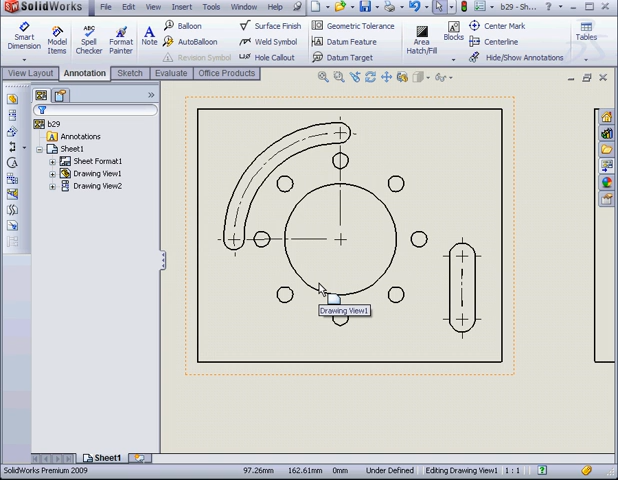 SolidWorks File Edit View Insert Tools Window Help b29 - Sh...
Smart Dimension
Model Items
Spell Checker
Format Painter
Note
Balloon
AutoBalloon
Revision Symbol
Surface Finish
Weld Symbol
Hole Callout
Geometric Tolerance
Datum Feature
Datum Target
Area Hatch/Fill
Blocks
Center Mark
Centerline
Hide/Show Annotations
Tables
View Layout Annotation Sketch Evaluate Office Products
b29
Annotations
Sheet1
Sheet Format1
Drawing View1
Drawing View2
Drawing View1
Sheet1
SolidWorks Premium 2009 97.26mm 162.61mm 0mm Under Defined Editing Drawing View1 1 : 1